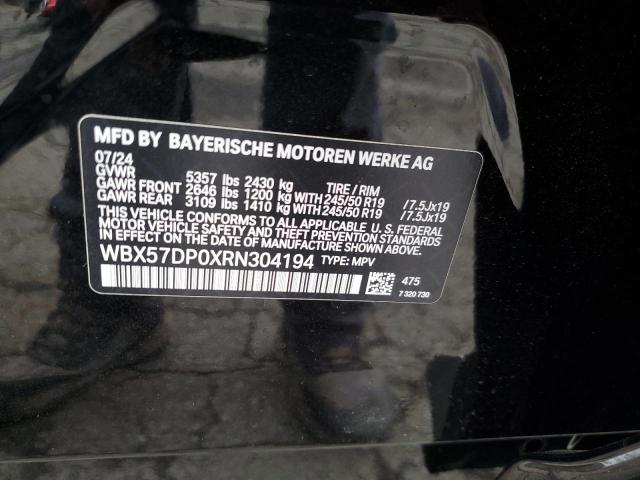 MFD BY BAYERISCHE MOTOREN WERKE AG
07/24
GVWR 5357 lbs 2430 kg TIRE / RIM
GAWR FRONT 2646 lbs 1200 kg WITH 245/50 R19 /7.5Jx19
GAWR REAR 3109 lbs 1410 kg WITH 245/50 R19 /7.5Jx19
THIS VEHICLE CONFORMS TO ALL APPLICABLE U. S. FEDERAL
MOTOR VEHICLE SAFETY AND THEFT PREVENTION STANDARDS
IN EFFECT ON THE DATE OF MANUFACTURE SHOWN ABOVE.
WBX57DP0XRN304194 TYPE: MPV
475
7 320 730